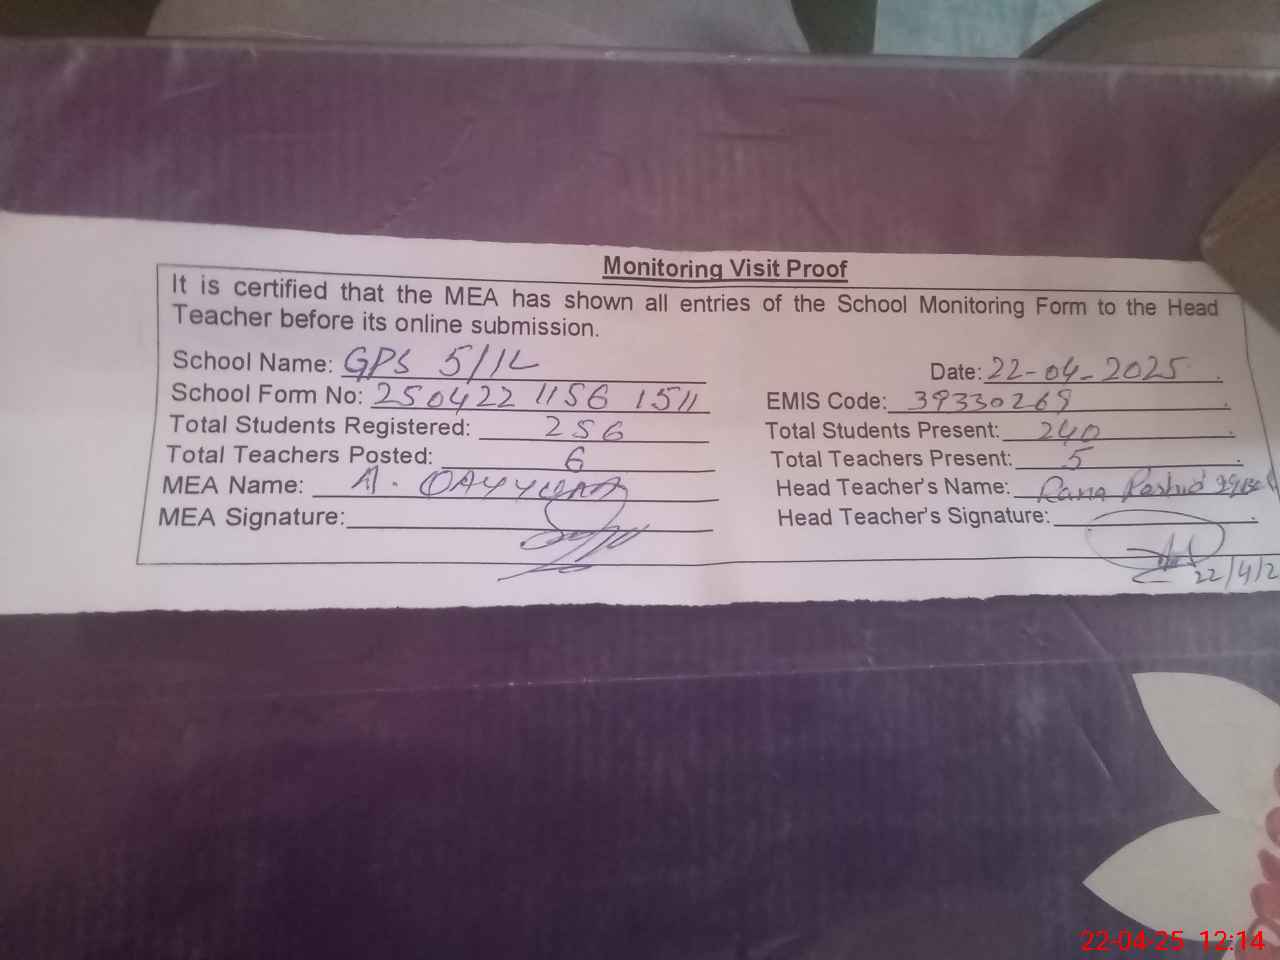 Monitoring Visit Proof
It is certified that the MEA has shown all entries of the School Monitoring Form to the Head
Teacher before its online submission.
School Name: GPS 5/1L Date: 22-04-2025
School Form No: 250422 1156 1511 EMIS Code: 39330269
Total Students Registered: 256 Total Students Present: 240
Total Teachers Posted: 6 Total Teachers Present: 5
MEA Name: A. QAYYUM Head Teacher's Name: Rana Rashid
MEA Signature: Head Teacher's Signature:
22/4/2
22-04-25 12:14